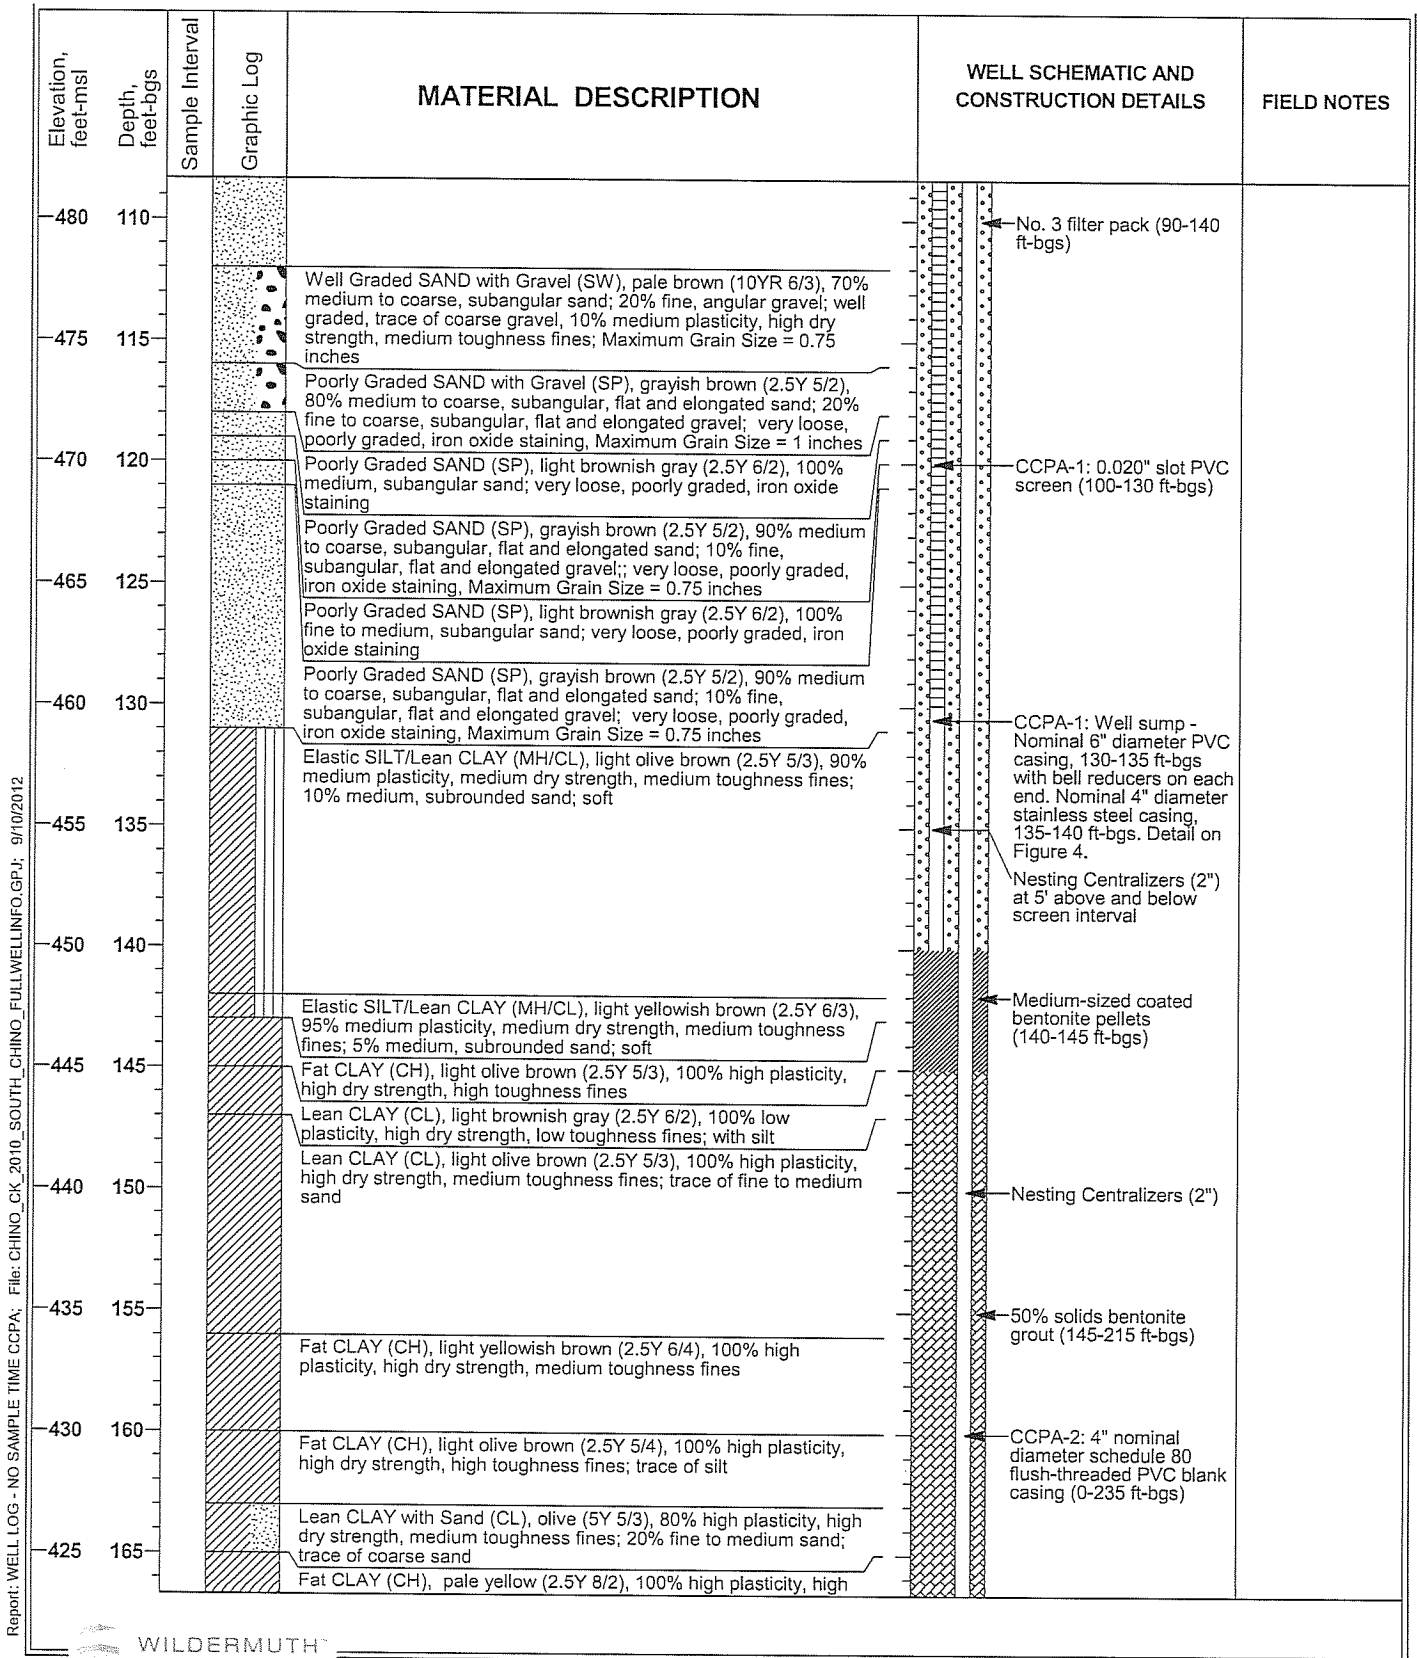 Elevation,
feet-msl
Depth,
feet-bgs
Sample Interval
Graphic Log
MATERIAL DESCRIPTION
WELL SCHEMATIC AND
CONSTRUCTION DETAILS
FIELD NOTES
480 110
475 115
470 120
465 125
460 130
455 135
450 140
445 145
440 150
435 155
430 160
425 165
Well Graded SAND with Gravel (SW), pale brown (10YR 6/3), 70%
medium to coarse, subangular sand; 20% fine, angular gravel; well
graded, trace of coarse gravel, 10% medium plasticity, high dry
strength, medium toughness fines; Maximum Grain Size = 0.75
inches
Poorly Graded SAND with Gravel (SP), grayish brown (2.5Y 5/2),
80% medium to coarse, subangular, flat and elongated sand; 20%
fine to coarse, subangular, flat and elongated gravel; very loose,
poorly graded, iron oxide staining, Maximum Grain Size = 1 inches
Poorly Graded SAND (SP), light brownish gray (2.5Y 6/2), 100%
medium, subangular sand; very loose, poorly graded, iron oxide
staining
Poorly Graded SAND (SP), grayish brown (2.5Y 5/2), 90% medium
to coarse, subangular, flat and elongated sand; 10% fine,
subangular, flat and elongated gravel;; very loose, poorly graded,
iron oxide staining, Maximum Grain Size = 0.75 inches
Poorly Graded SAND (SP), light brownish gray (2.5Y 6/2), 100%
fine to medium, subangular sand; very loose, poorly graded, iron
oxide staining
Poorly Graded SAND (SP), grayish brown (2.5Y 5/2), 90% medium
to coarse, subangular, flat and elongated sand; 10% fine,
subangular, flat and elongated gravel; very loose, poorly graded,
iron oxide staining, Maximum Grain Size = 0.75 inches
Elastic SILT/Lean CLAY (MH/CL), light olive brown (2.5Y 5/3), 90%
medium plasticity, medium dry strength, medium toughness fines;
10% medium, subrounded sand; soft
Elastic SILT/Lean CLAY (MH/CL), light yellowish brown (2.5Y 6/3),
95% medium plasticity, medium dry strength, medium toughness
fines; 5% medium, subrounded sand; soft
Fat CLAY (CH), light olive brown (2.5Y 5/3), 100% high plasticity,
high dry strength, high toughness fines
Lean CLAY (CL), light brownish gray (2.5Y 6/2), 100% low
plasticity, high dry strength, low toughness fines; with silt
Lean CLAY (CL), light olive brown (2.5Y 5/3), 100% high plasticity,
high dry strength, medium toughness fines; trace of fine to medium
sand
Fat CLAY (CH), light yellowish brown (2.5Y 6/4), 100% high
plasticity, high dry strength, medium toughness fines
Fat CLAY (CH), light olive brown (2.5Y 5/4), 100% high plasticity,
high dry strength, high toughness fines; trace of silt
Lean CLAY with Sand (CL), olive (5Y 5/3), 80% high plasticity, high
dry strength, medium toughness fines; 20% fine to medium sand;
trace of coarse sand
Fat CLAY (CH), pale yellow (2.5Y 8/2), 100% high plasticity, high
No. 3 filter pack (90-140
ft-bgs)
CCPA-1: 0.020" slot PVC
screen (100-130 ft-bgs)
CCPA-1: Well sump -
Nominal 6" diameter PVC
casing, 130-135 ft-bgs
with bell reducers on each
end. Nominal 4" diameter
stainless steel casing,
135-140 ft-bgs. Detail on
Figure 4.
Nesting Centralizers (2")
at 5' above and below
screen interval
Medium-sized coated
bentonite pellets
(140-145 ft-bgs)
Nesting Centralizers (2")
50% solids bentonite
grout (145-215 ft-bgs)
CCPA-2: 4" nominal
diameter schedule 80
flush-threaded PVC blank
casing (0-235 ft-bgs)
Report: WELL LOG - NO SAMPLE TIME CCPA; File: CHINO_CK_2010_SOUTH_CHINO_FULLWELLINFO.GPJ; 9/10/2012
WILDERMUTH™